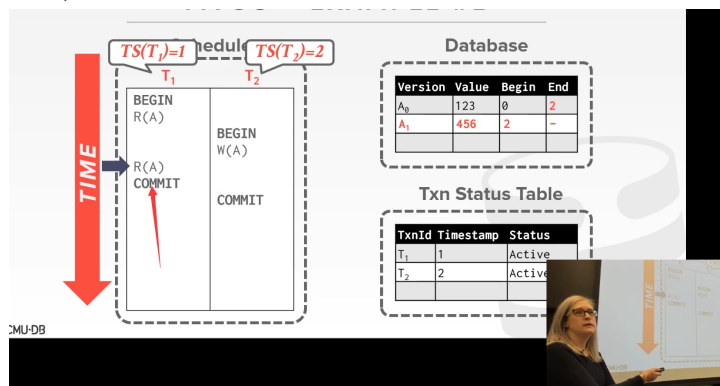 Schedule
TS(T₁)=1
TS(T₂)=2
T₁
T₂
BEGIN
R(A)
BEGIN
W(A)
R(A)
COMMIT
COMMIT
TIME
Database
Version Value Begin End
A₀ 123 0 2
A₁ 456 2 -
Txn Status Table
TxnId Timestamp Status
T₁ 1 Active
T₂ 2 Active
CMU·DB
TIME